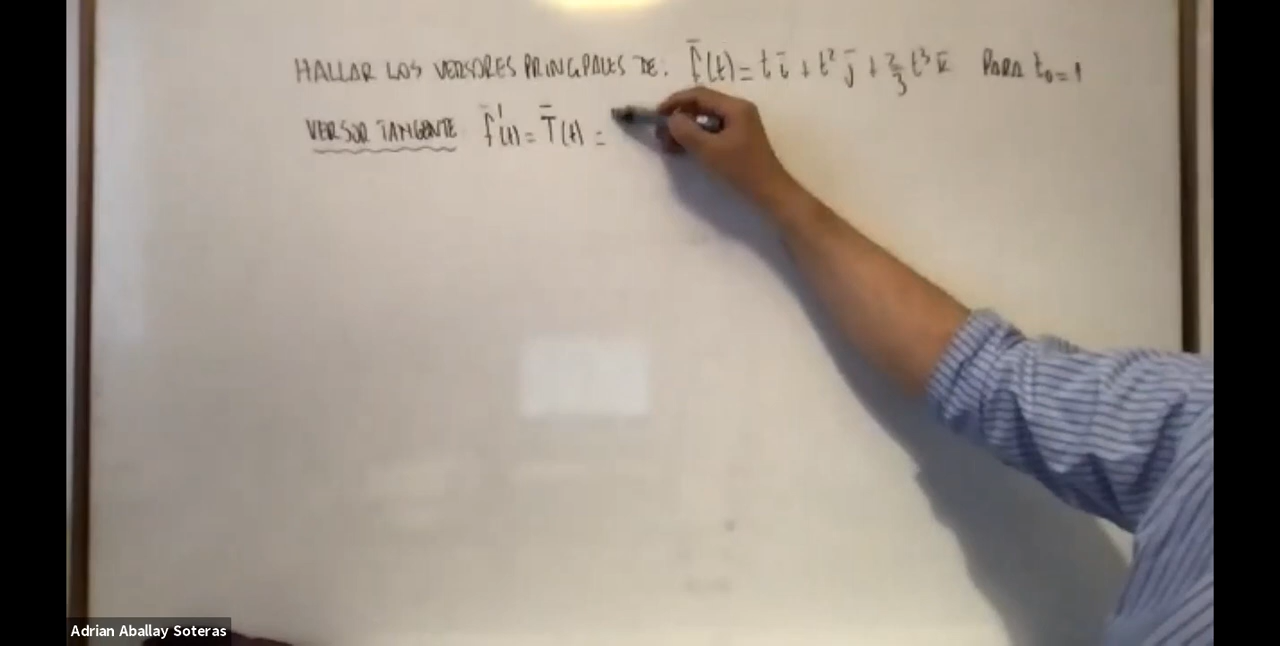 HALLAR LOS VERSORES PRINCIPALES DE: f̄(t) = t ī + t² j̄ + 2/3 t³ k̄ PARA t₀=1
VERSOR TANGENTE f̄'(t) = T̄(t) =
Adrian Aballay Soteras